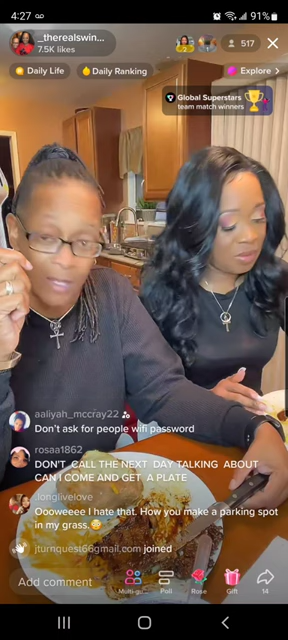 4:27
91%
_therealswin...
7.5K likes
517
Daily Life
Daily Ranking
Explore >
Global Superstars
team match winners
aaliyah_mccray22
Don't ask for people wifi password
rosaa1862
DON'T CALL THE NEXT DAY TALKING ABOUT
CAN I COME AND GET A PLATE
longlivelove
Oooweeee I hate that. How you make a parking spot
in my grass.
jturnquest66gmail.com joined
Add comment
Multi-gu...
Poll
Rose
Gift
14